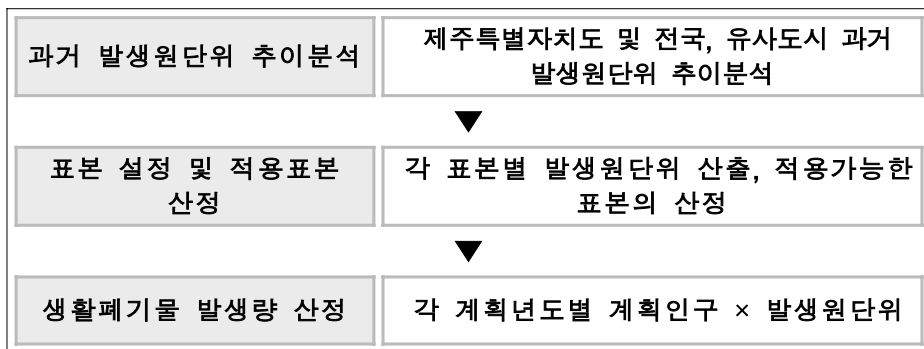 과거 발생원단위 추이분석
제주특별자치도 및 전국, 유사도시 과거
발생원단위 추이분석
▼
표본 설정 및 적용표본
산정
각 표본별 발생원단위 산출, 적용가능한
표본의 산정
▼
생활폐기물 발생량 산정
각 계획년도별 계획인구 × 발생원단위